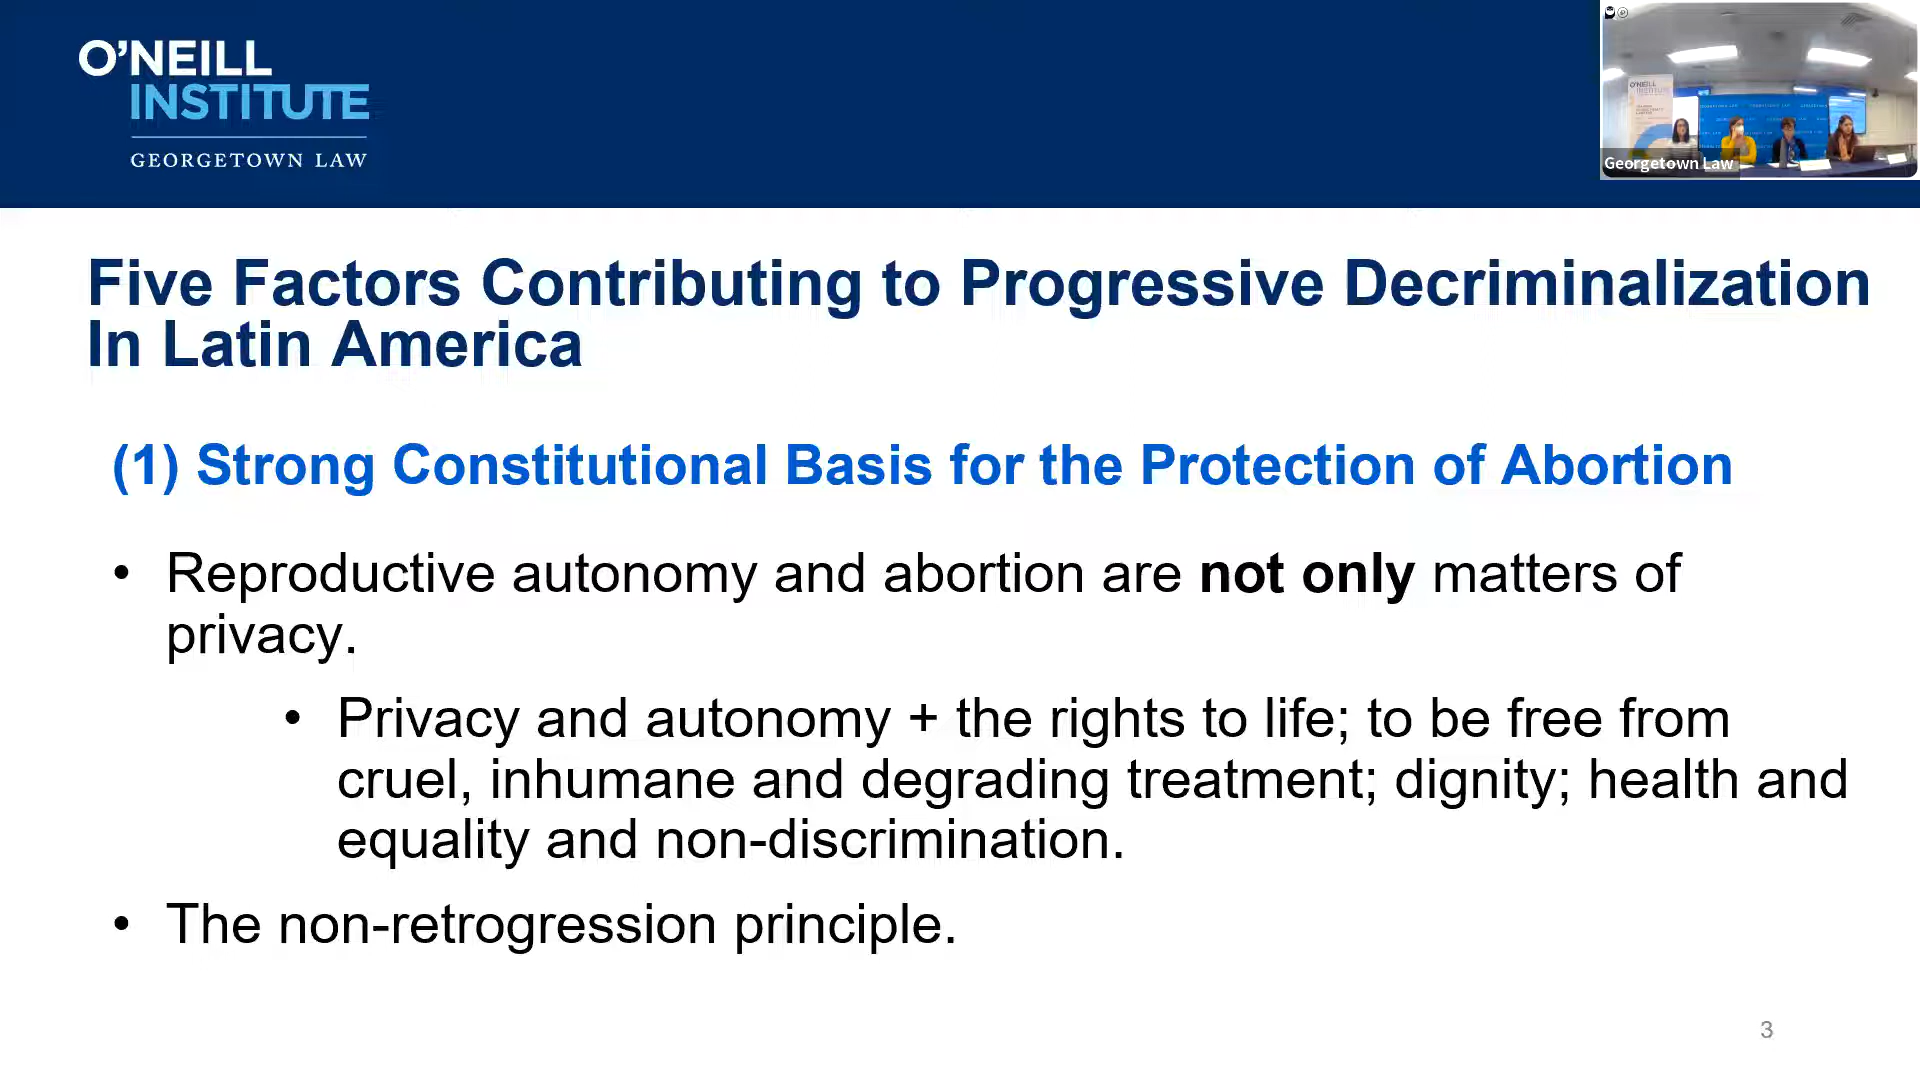 O'NEILL
INSTITUTE
GEORGETOWN LAW
O'NEILL
INSTITUTE
Georgetown Law
Five Factors Contributing to Progressive Decriminalization
In Latin America
(1) Strong Constitutional Basis for the Protection of Abortion
• Reproductive autonomy and abortion are not only matters of
privacy.
• Privacy and autonomy + the rights to life; to be free from
cruel, inhumane and degrading treatment; dignity; health and
equality and non-discrimination.
• The non-retrogression principle.
3